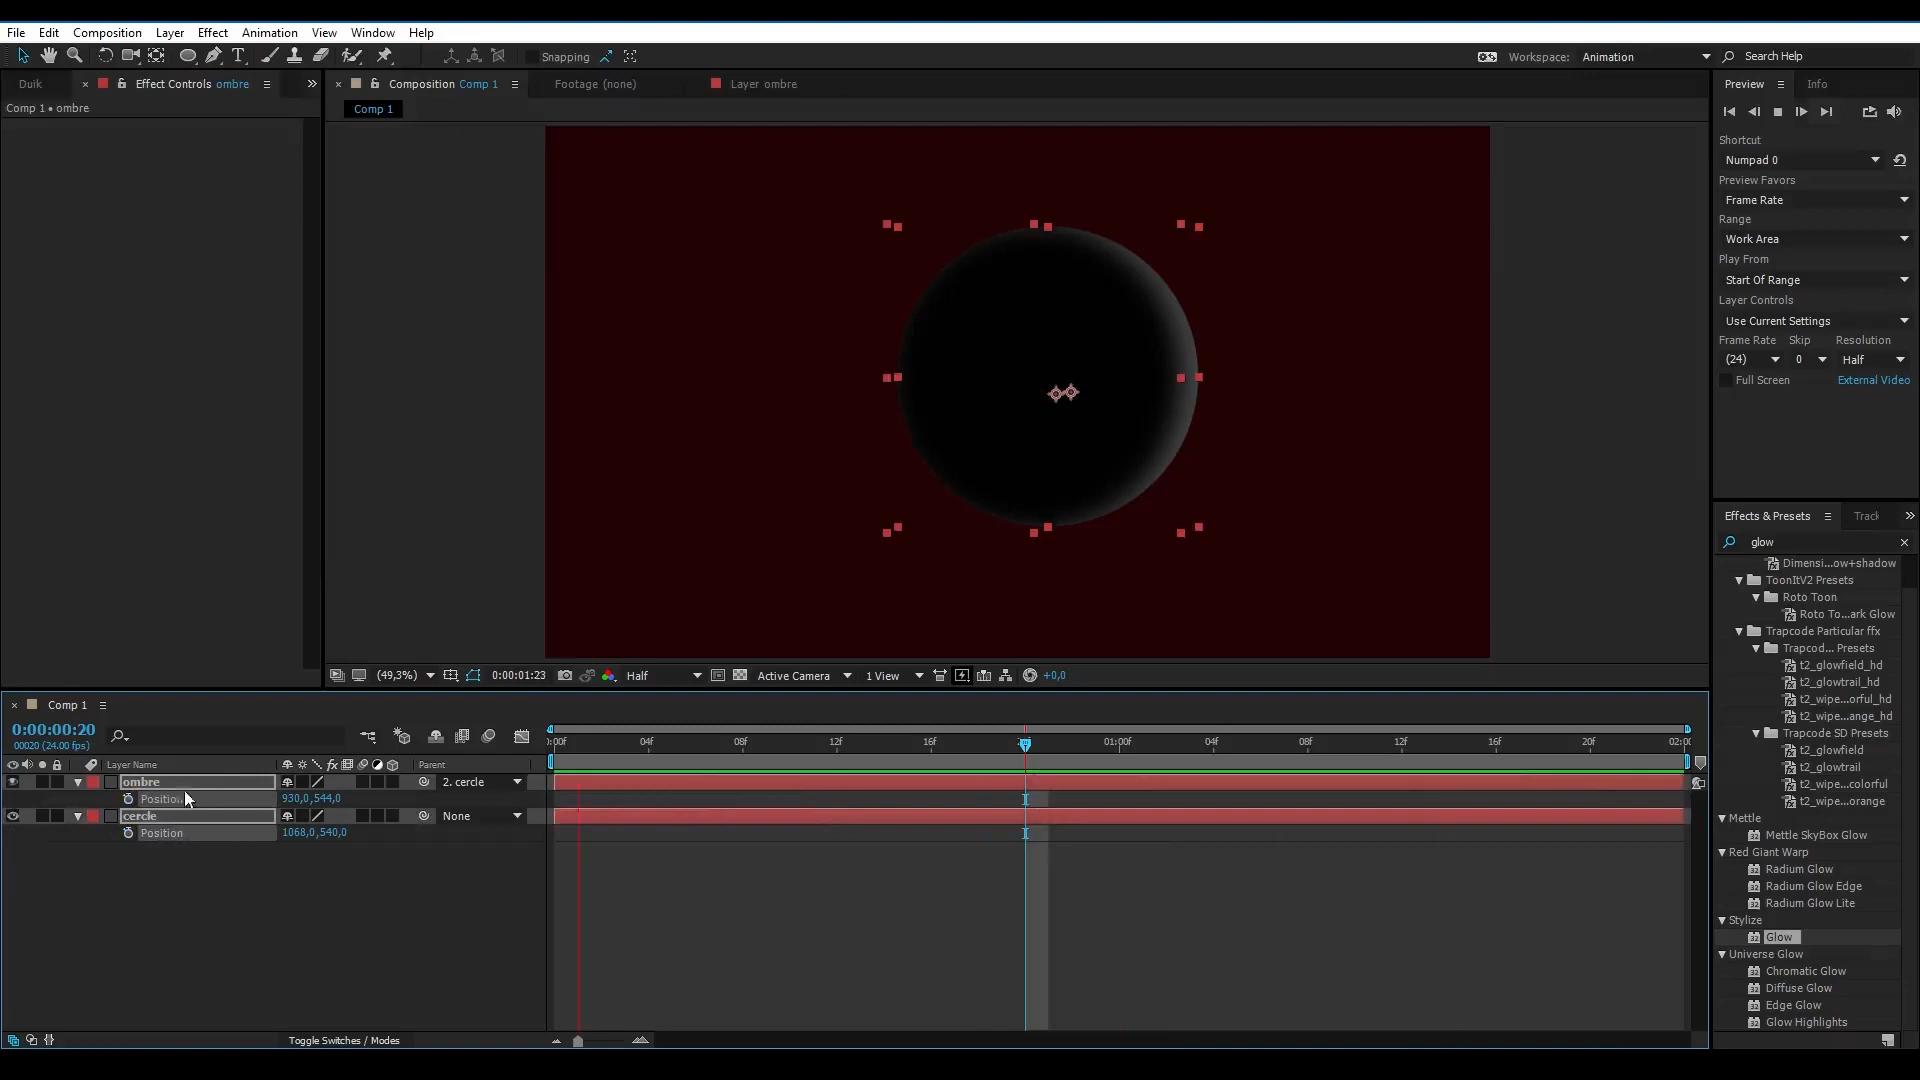 File Edit Composition Layer Effect Animation View Window Help
Snapping Workspace: Animation Search Help
Duik Effect Controls ombre Composition Comp 1 Footage (none) Layer ombre Preview Info
Comp 1 • ombre Comp 1
Shortcut
Numpad 0
Preview Favors
Frame Rate
Range
Work Area
Play From
Start Of Range
Layer Controls
Use Current Settings
Frame Rate Skip Resolution
(24) 0 Half
Full Screen External Video
Effects & Presets Track
glow
Dimensi...ow+shadow
ToonItV2 Presets
Roto Toon
Roto To...ark Glow
Trapcode Particular ffx
Trapcod... Presets
t2_glowfield_hd
t2_glowtrail_hd
t2_wipe...orful_hd
t2_wipe...ange_hd
Trapcode SD Presets
t2_glowfield
t2_glowtrail
t2_wipe...colorful
t2_wipe...orange
Mettle
Mettle SkyBox Glow
Red Giant Warp
Radium Glow
Radium Glow Edge
Radium Glow Lite
Stylize
Glow
Universe Glow
Chromatic Glow
Diffuse Glow
Edge Glow
Glow Highlights
(49,3%) 0:00:01:23 Half Active Camera 1 View +0,0
Comp 1
0:00:00:20
00020 (24.00 fps)
:00f 04f 08f 12f 16f 01:00f 04f 08f 12f 16f 20f 02:00
Layer Name fx Parent
ombre 2. cercle
Position 930,0,544,0
cercle None
Position 1068,0,540,0
Toggle Switches / Modes